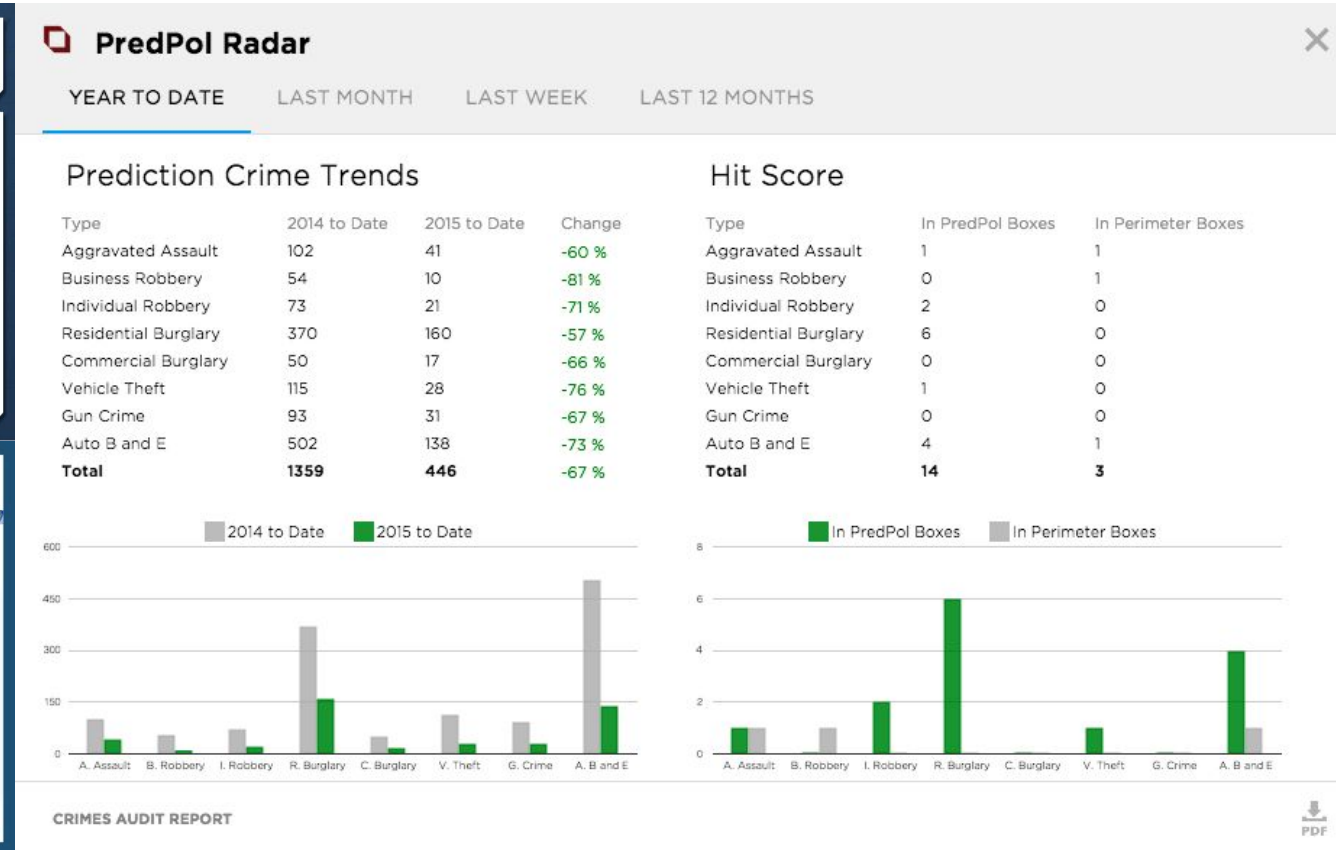 PredPol Radar
YEAR TO DATE LAST MONTH LAST WEEK LAST 12 MONTHS
Prediction Crime Trends
Type 2014 to Date 2015 to Date Change
Aggravated Assault 102 41 -60 %
Business Robbery 54 10 -81 %
Individual Robbery 73 21 -71 %
Residential Burglary 370 160 -57 %
Commercial Burglary 50 17 -66 %
Vehicle Theft 115 28 -76 %
Gun Crime 93 31 -67 %
Auto B and E 502 138 -73 %
Total 1359 446 -67 %
2014 to Date 2015 to Date
600
450
300
150
0
A. Assault B. Robbery I. Robbery R. Burglary C. Burglary V. Theft G. Crime A. B and E
Hit Score
Type In PredPol Boxes In Perimeter Boxes
Aggravated Assault 1 1
Business Robbery 0 1
Individual Robbery 2 0
Residential Burglary 6 0
Commercial Burglary 0 0
Vehicle Theft 1 0
Gun Crime 0 0
Auto B and E 4 1
Total 14 3
In PredPol Boxes In Perimeter Boxes
8
6
4
2
0
A. Assault B. Robbery I. Robbery R. Burglary C. Burglary V. Theft G. Crime A. B and E
CRIMES AUDIT REPORT
PDF